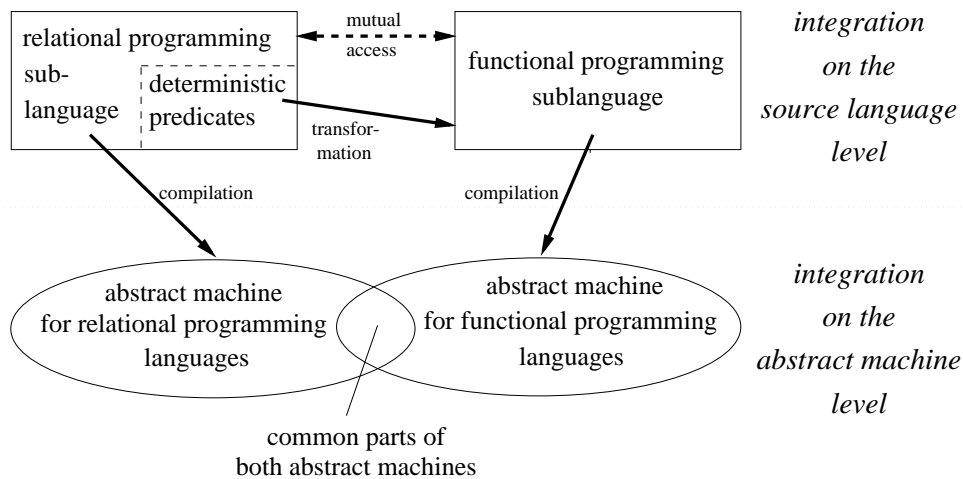 relational programming
sub-
language
deterministic
predicates
mutual
access
transfor-
mation
functional programming
sublanguage
integration
on the
source language
level
compilation
compilation
abstract machine
for relational programming
languages
abstract machine
for functional programming
languages
integration
on the
abstract machine
level
common parts of
both abstract machines